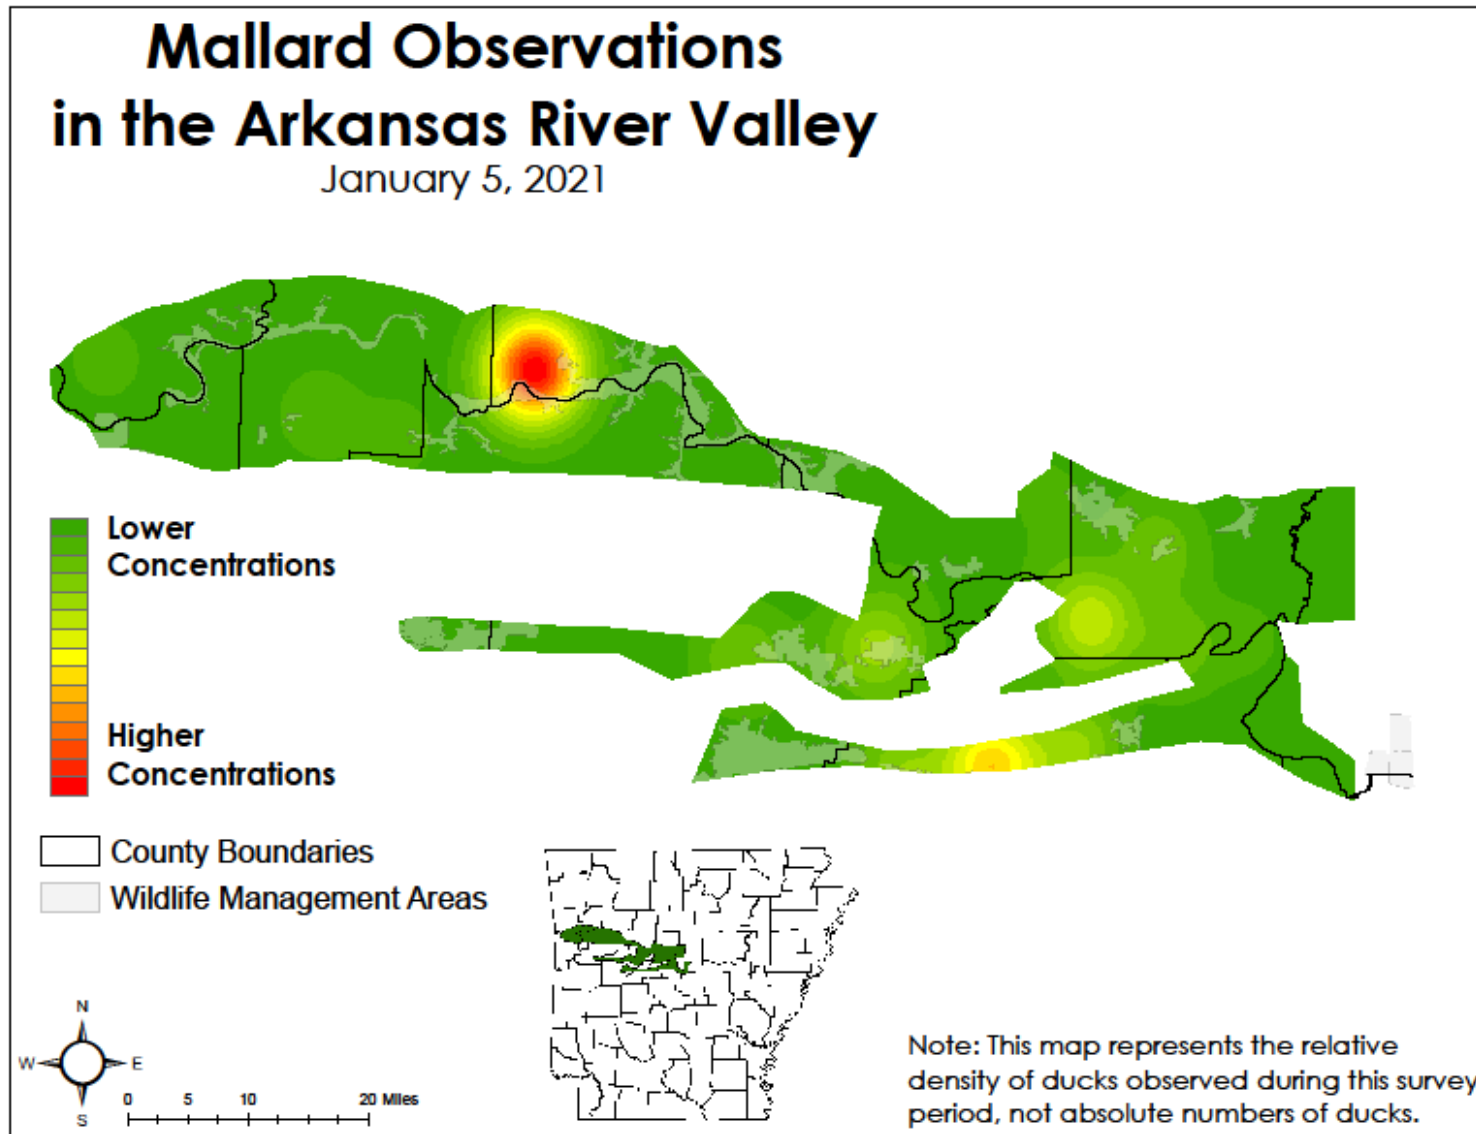 Mallard Observations
in the Arkansas River Valley
January 5, 2021
Lower
Concentrations
Higher
Concentrations
County Boundaries
Wildlife Management Areas
N
W
E
S
0 5 10 20 Miles
Note: This map represents the relative
density of ducks observed during this survey
period, not absolute numbers of ducks.